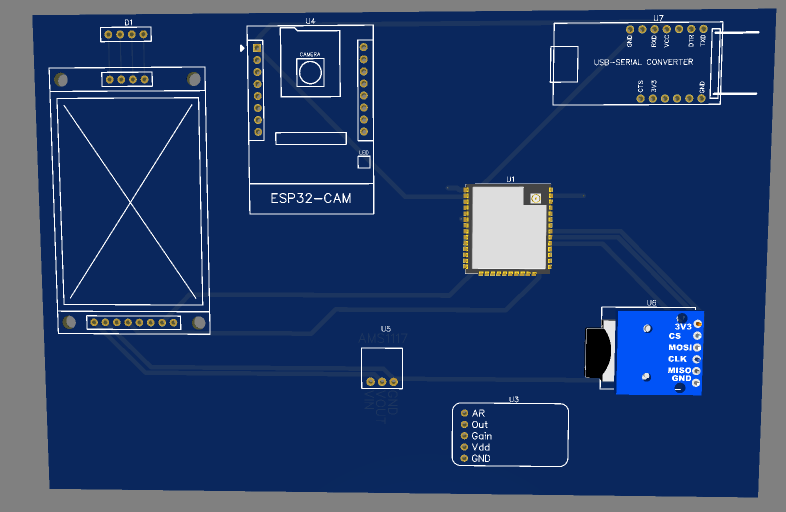 D1
U4
CAMERA
LED
ESP32-CAM
U7
GND
RXD
VCC
DTR
TXD
USB-SERIAL CONVERTER
CTS
3V3
GND
U1
U6
3V3
CS
MOSI
CLK
MISO
GND
U5
AMS1117
VIN
VOUT
GND
U3
AR
Out
Gain
Vdd
GND